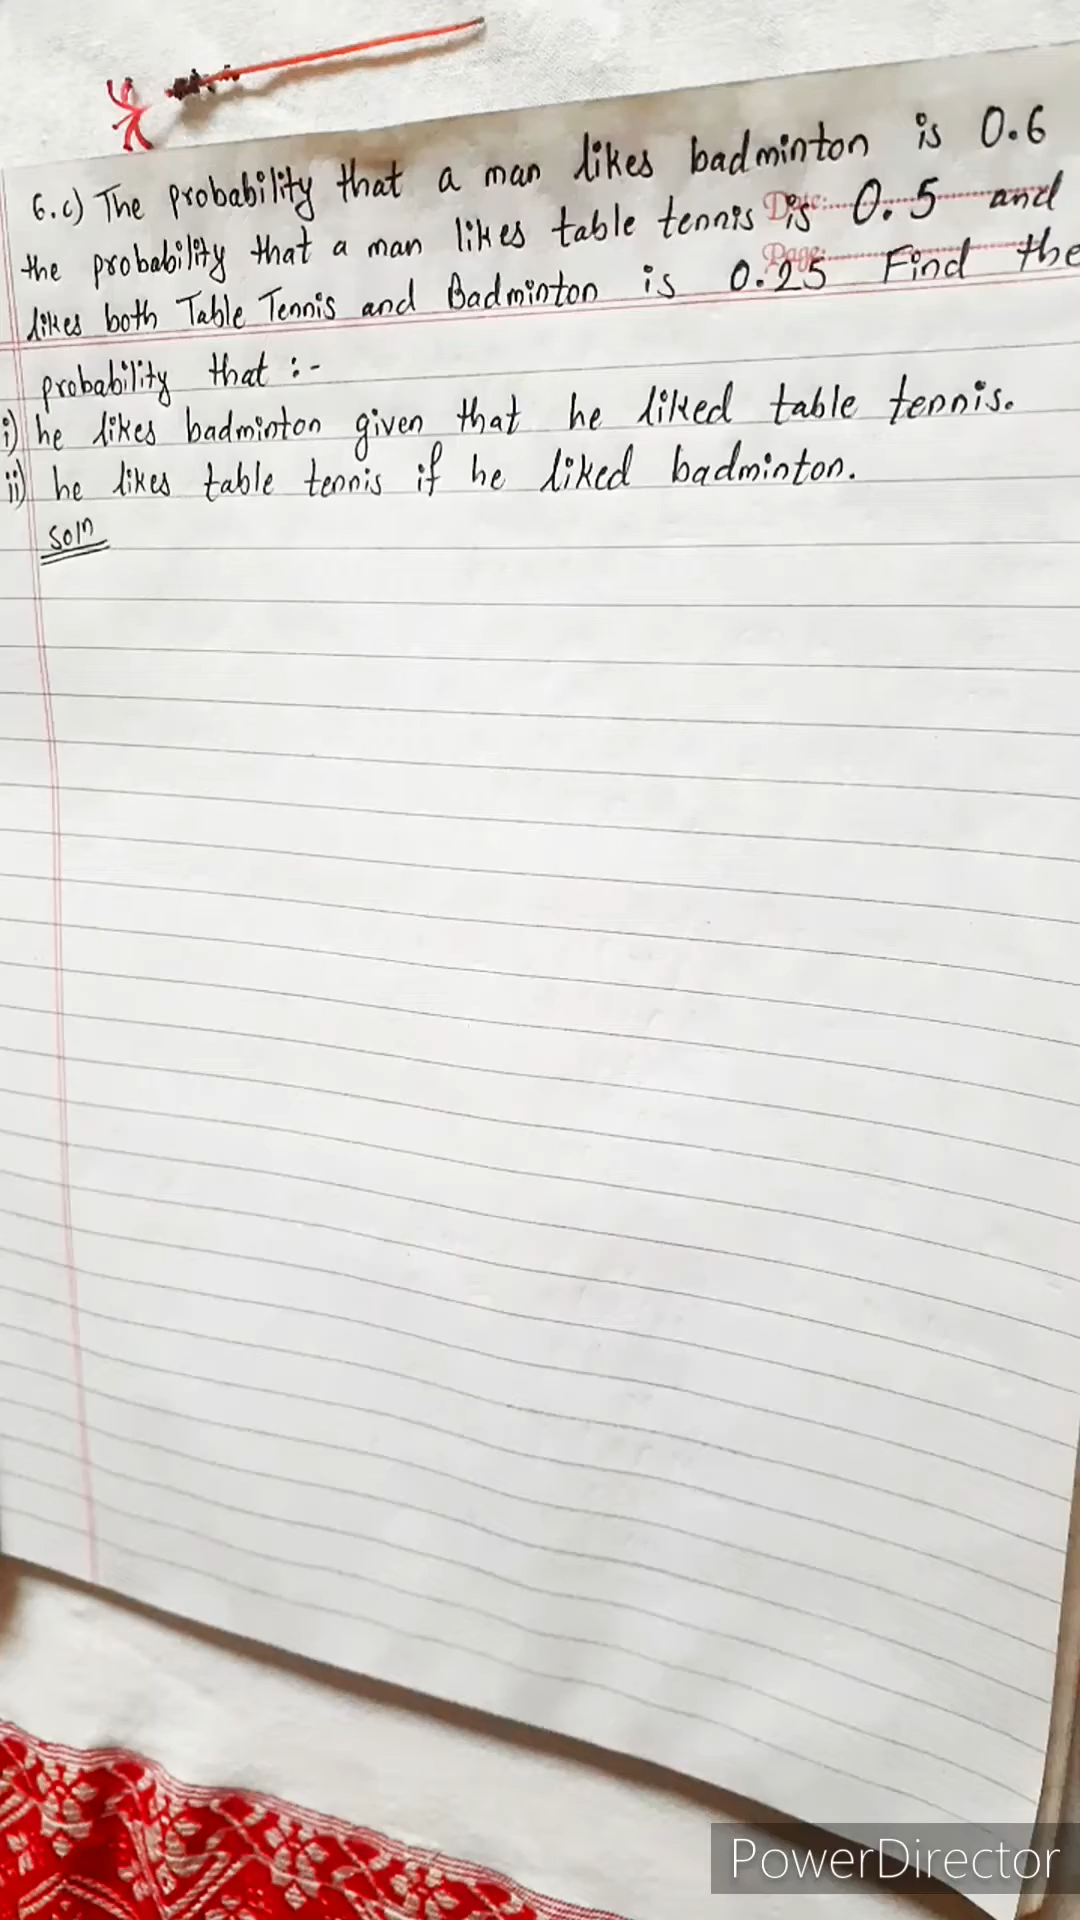 6.c) The probability that a man likes badminton is 0.6
the probability that a man likes table tennis is 0.5 and
likes both Table Tennis and Badminton is 0.25 Find the
probability that :-
i) he likes badminton given that he liked table tennis.
ii) he likes table tennis if he liked badminton.
Soln
Date:
Page:
PowerDirector